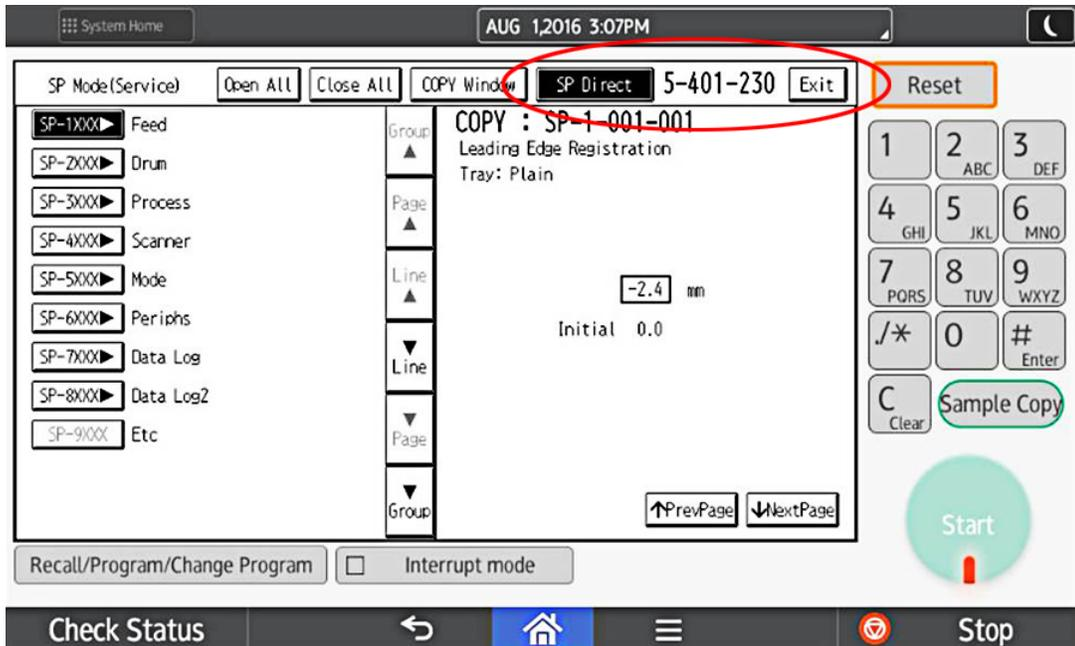 System Home
AUG 1,2016 3:07PM
SP Mode(Service) Open All Close All COPY Window SP Direct 5-401-230 Exit
Reset
SP-1XXX▶ Feed
SP-2XXX▶ Drum
SP-3XXX▶ Process
SP-4XXX▶ Scanner
SP-5XXX▶ Mode
SP-6XXX▶ Periphs
SP-7XXX▶ Data Log
SP-8XXX▶ Data Log2
SP-9XXX Etc
Group
▲
Page
▲
Line
▲
▼
Line
▼
Page
▼
Group
COPY : SP-1-001-001
Leading Edge Registration
Tray: Plain
-2.4 mm
Initial 0.0
↑PrevPage ↓NextPage
1 2 ABC 3 DEF
4 GHI 5 JKL 6 MNO
7 PQRS 8 TUV 9 WXYZ
./* 0 # Enter
C Clear Sample Copy
Start
Recall/Program/Change Program Interrupt mode
Check Status Stop